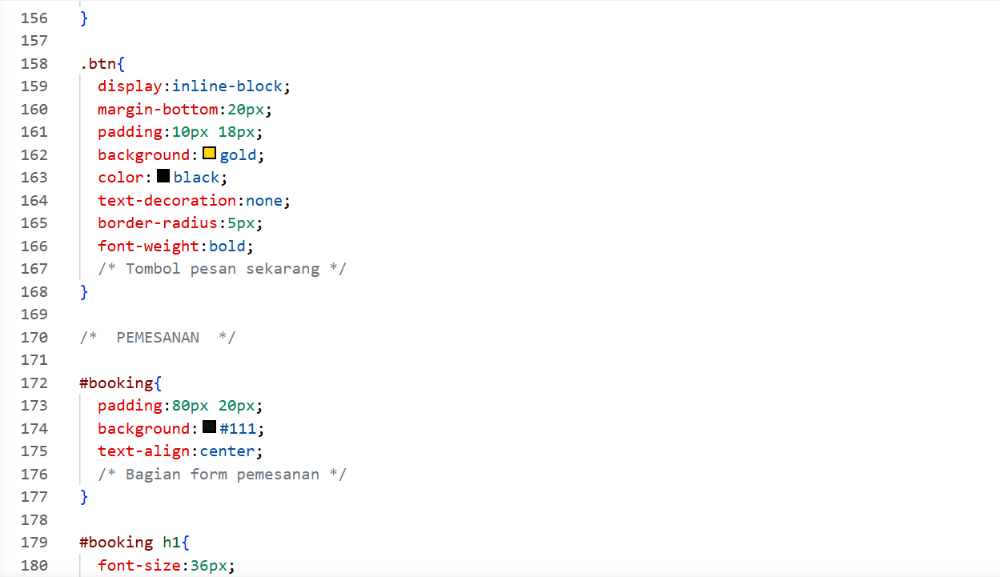 156 }
157
158 .btn{
159 display:inline-block;
160 margin-bottom:20px;
161 padding:10px 18px;
162 background:gold;
163 color:black;
164 text-decoration:none;
165 border-radius:5px;
166 font-weight:bold;
167 /* Tombol pesan sekarang */
168 }
169
170 /*  PEMESANAN  */
171
172 #booking{
173 padding:80px 20px;
174 background:#111;
175 text-align:center;
176 /* Bagian form pemesanan */
177 }
178
179 #booking h1{
180 font-size:36px;